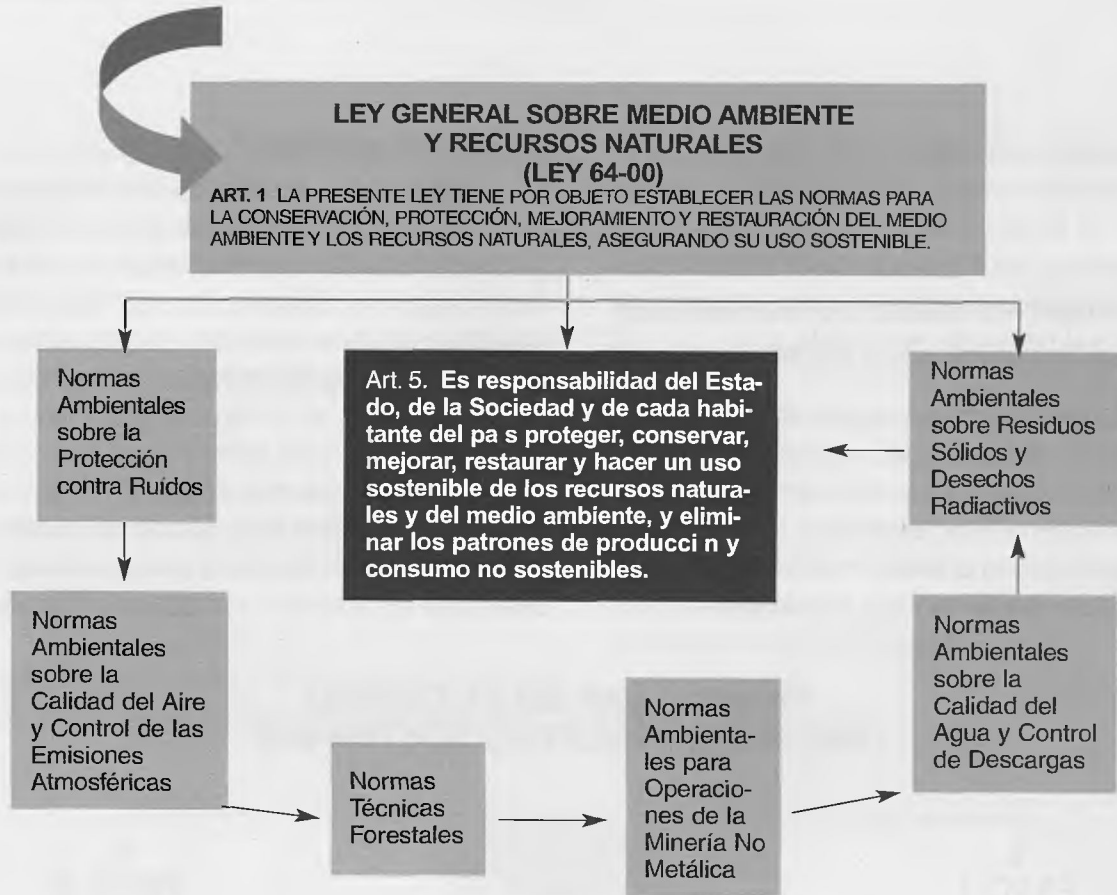 LEY GENERAL SOBRE MEDIO AMBIENTE
Y RECURSOS NATURALES
(LEY 64-00)
ART. 1 LA PRESENTE LEY TIENE POR OBJETO ESTABLECER LAS NORMAS PARA
LA CONSERVACIÓN, PROTECCIÓN, MEJORAMIENTO Y RESTAURACIÓN DEL MEDIO
AMBIENTE Y LOS RECURSOS NATURALES, ASEGURANDO SU USO SOSTENIBLE.
Normas
Ambientales
sobre la
Protección
contra Ruídos
Art. 5. Es responsabilidad del Esta-
do, de la Sociedad y de cada habi-
tante del pa s proteger, conservar,
mejorar, restaurar y hacer un uso
sostenible de los recursos natura-
les y del medio ambiente, y elimi-
nar los patrones de producci n y
consumo no sostenibles.
Normas
Ambientales
sobre Residuos
Sólidos y
Desechos
Radiactivos
Normas
Ambientales
sobre la
Calidad del Aire
y Control de las
Emisiones
Atmosféricas
Normas
Técnicas
Forestales
Normas
Ambienta-
les para
Operacio-
nes de la
Minería No
Metálica
Normas
Ambientales
sobre la
Calidad del
Agua y Control
de Descargas